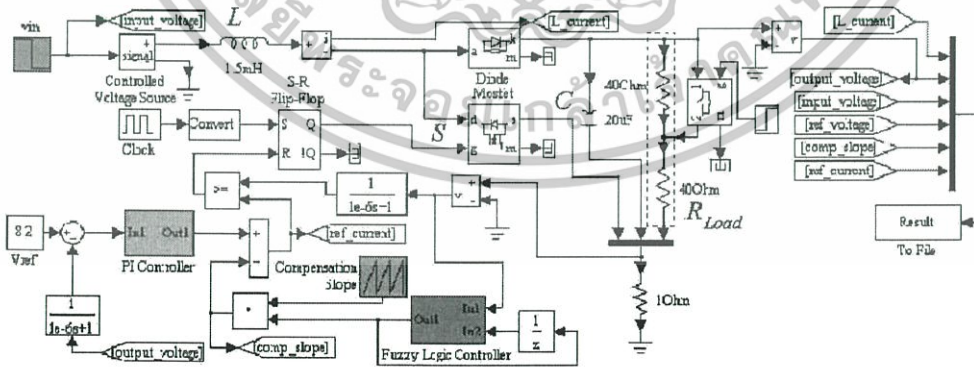 vin
[input_voltage]
L
1.5mH
signal
Controlled
Voltage Source
S-R
Flip-Flop
Clock
Convert
S Q
R !Q
S
[L_current]
a k
m
Diode
Mosfet
d s
g
m
C
20uF
40Ohm
40Ohm
R Load
1Ohm
[L_current]
[output_voltage]
[input_voltage]
[ref_voltage]
[comp_slope]
[ref_current]
Result
To File
>=
1
1e-6s-1
82
Vref
In1 Out1
PI Controller
[ref_current]
Compensation
Slope
1
1e-6s+1
[output_voltage]
[comp_slope]
Out1 In1
In2
Fuzzy Logic Controller
1
z